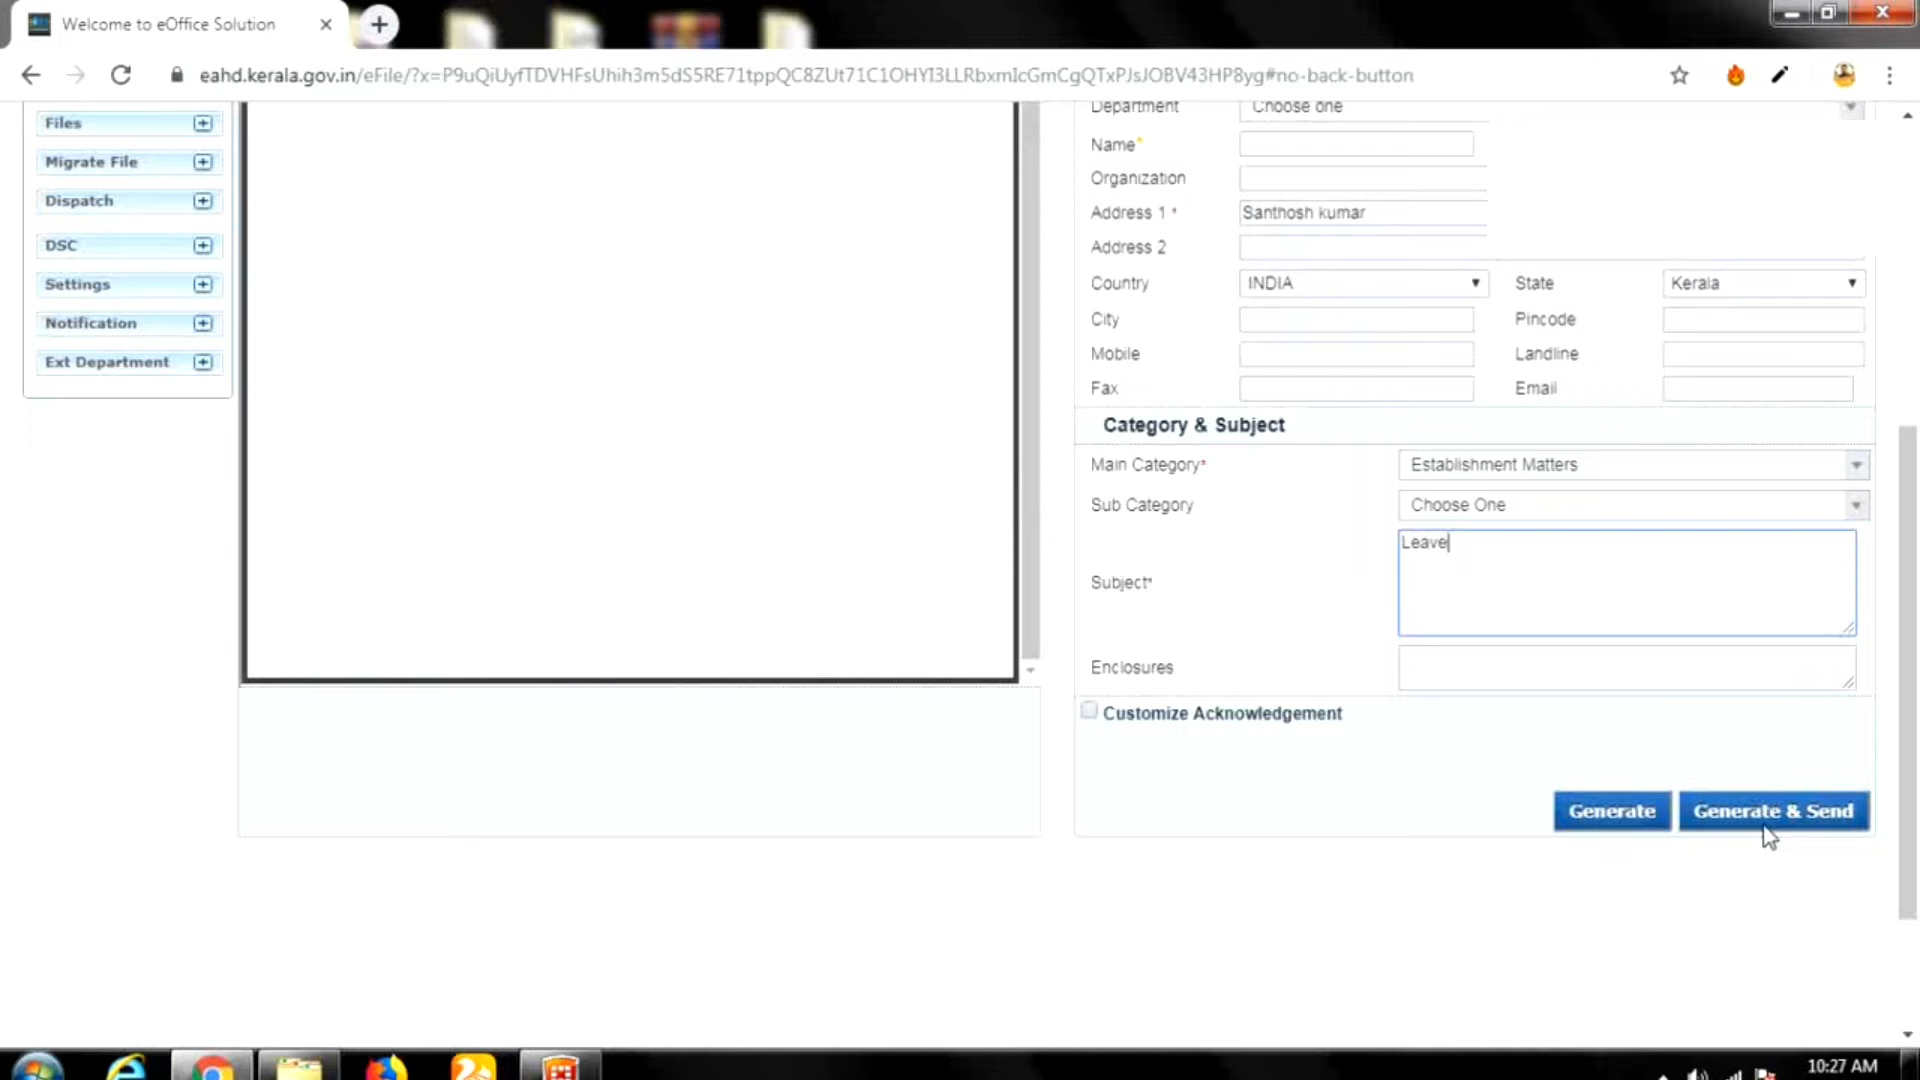 Welcome to eOffice Solution
eahd.kerala.gov.in/eFile/?x=P9uQiUyfTDVHFsUhih3m5dS5RE71tppQC8ZUt71C1OHYI3LLRbxmIcGmCgQTxPJsJOBV43HP8yg#no-back-button
Files
Migrate File
Dispatch
DSC
Settings
Notification
Ext Department
Department Choose one
Name*
Organization
Address 1 * Santhosh kumar
Address 2
Country INDIA State Kerala
City Pincode
Mobile Landline
Fax Email
Category & Subject
Main Category* Establishment Matters
Sub Category Choose One
Leave
Subject*
Enclosures
Customize Acknowledgement
Generate Generate & Send
10:27 AM